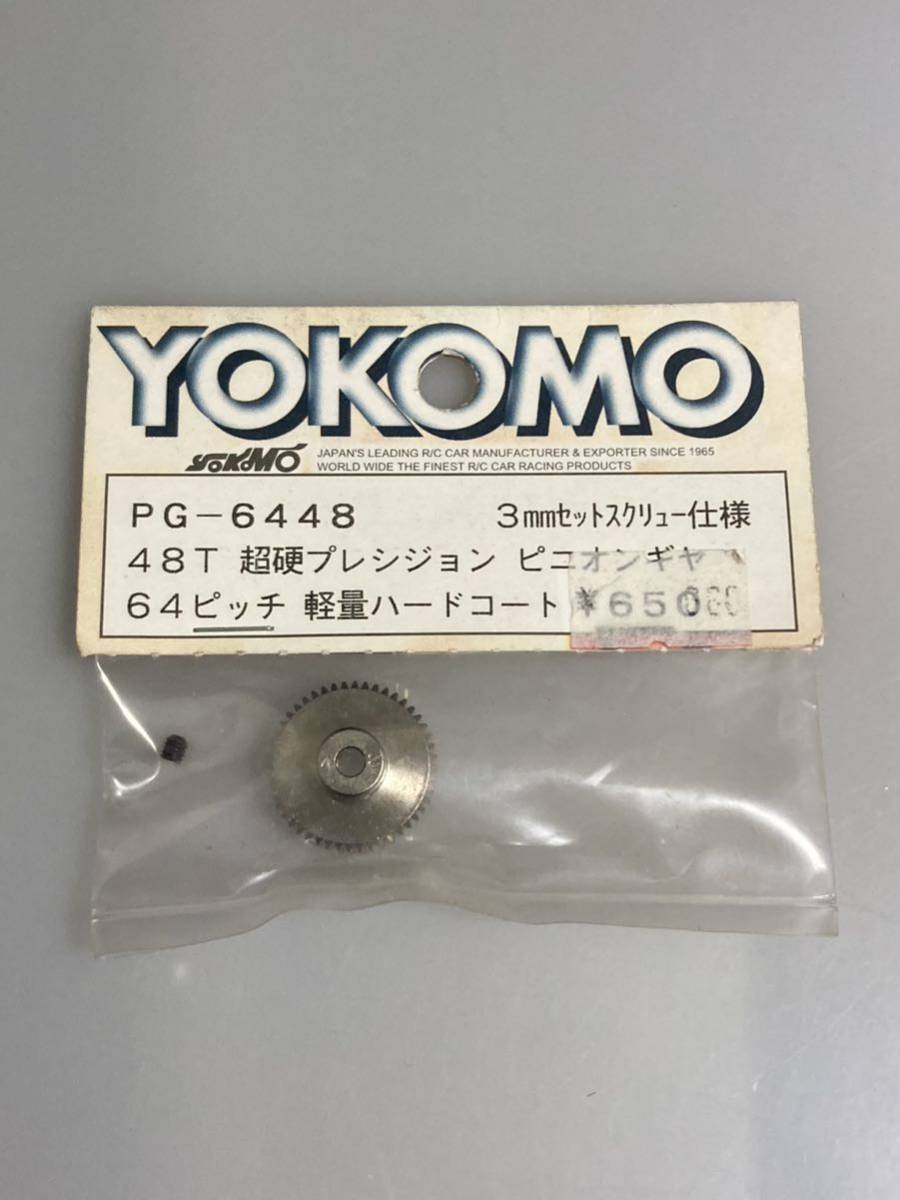 YOKOMO
YOKOMO
JAPAN'S LEADING R/C CAR MANUFACTURER & EXPORTER SINCE 1965
WORLD WIDE THE FINEST R/C CAR RACING PRODUCTS
PG-6448 3mmセットスクリュー仕様
48T 超硬プレシジョン ピニオンギヤ
64ピッチ 軽量ハードコート ¥650